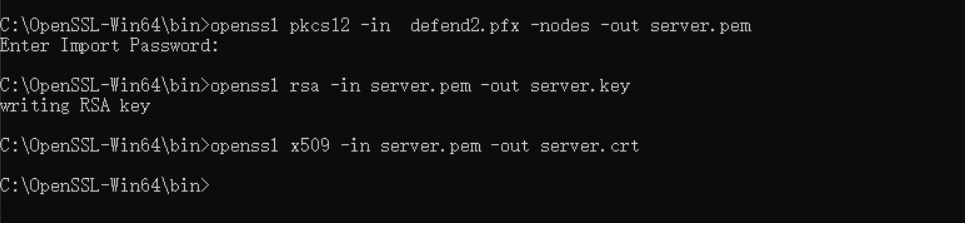 C:\OpenSSL-Win64\bin>openssl pkcs12 -in  defend2.pfx -nodes -out server.pem
Enter Import Password:
C:\OpenSSL-Win64\bin>openssl rsa -in server.pem -out server.key
writing RSA key
C:\OpenSSL-Win64\bin>openssl x509 -in server.pem -out server.crt
C:\OpenSSL-Win64\bin>